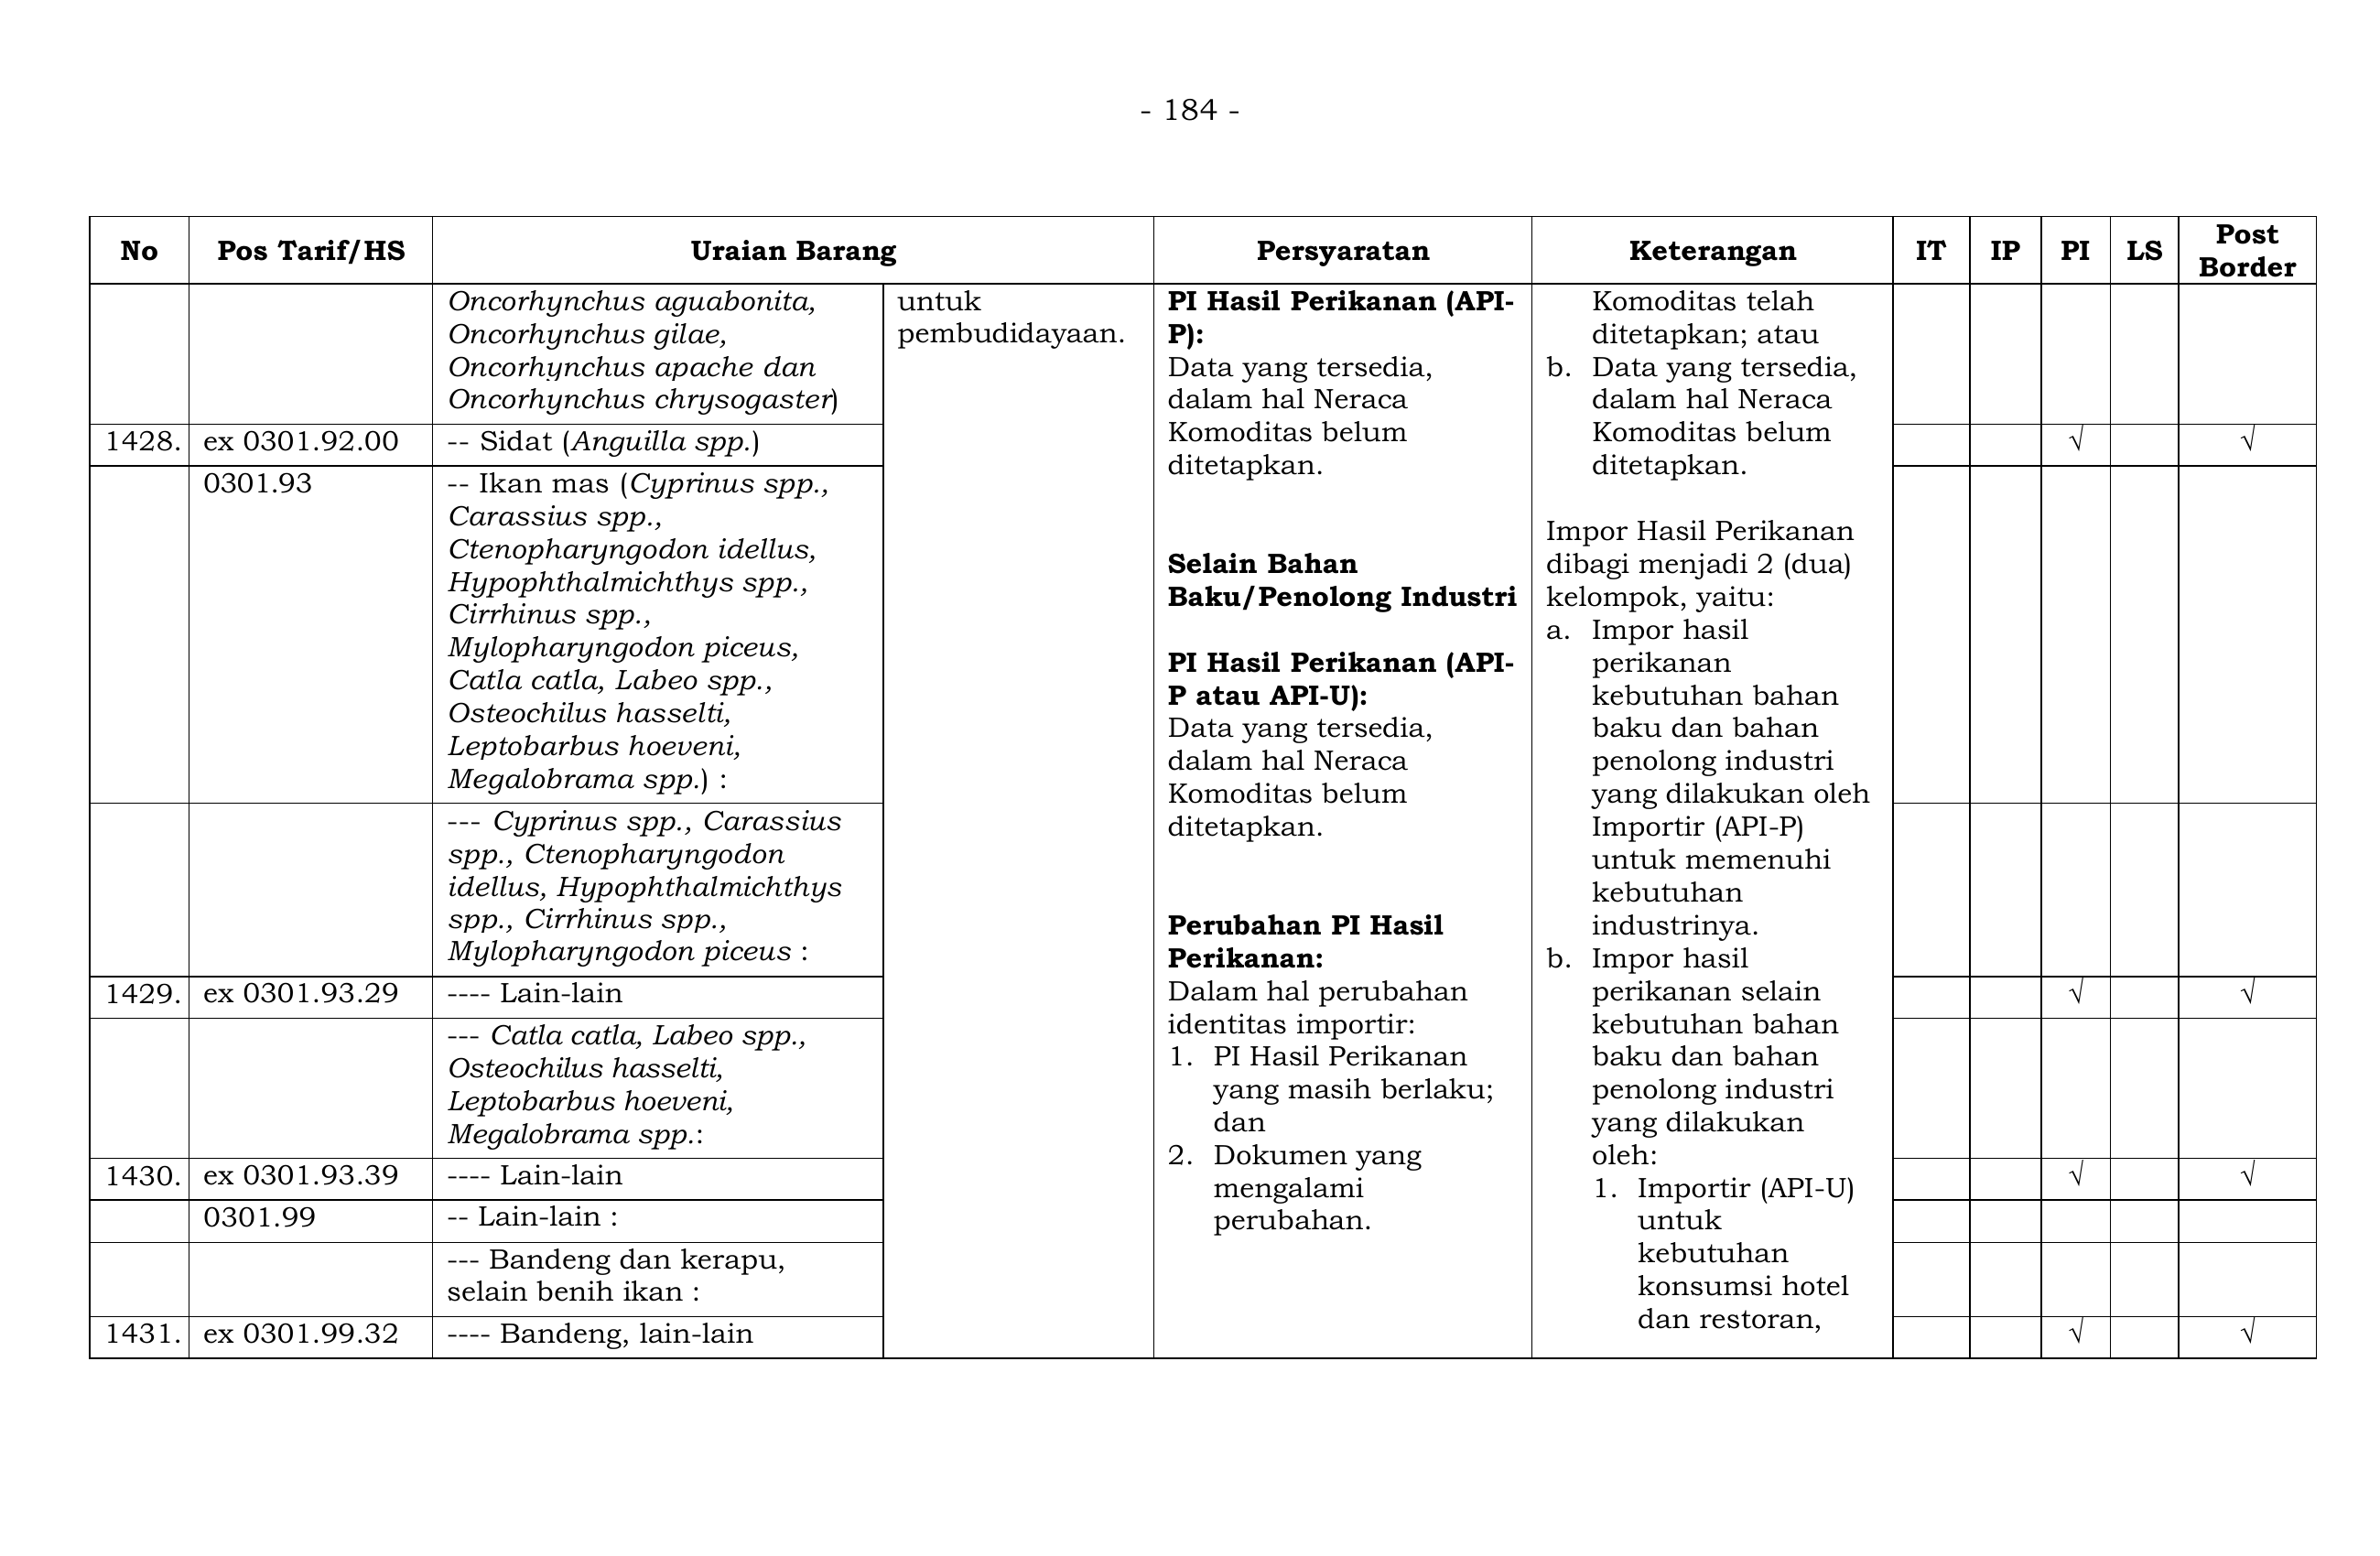 - 184 -
No
Pos Tarif/HS
Uraian Barang
Persyaratan
Keterangan
IT
IP
PI
LS
Post
Border
Oncorhynchus aguabonita,
Oncorhynchus gilae,
Oncorhynchus apache dan
Oncorhynchus chrysogaster)
1428. ex 0301.92.00 -- Sidat (Anguilla spp.) √ √
0301.93 -- Ikan mas (Cyprinus spp.,
Carassius spp.,
Ctenopharyngodon idellus,
Hypophthalmichthys spp.,
Cirrhinus spp.,
Mylopharyngodon piceus,
Catla catla, Labeo spp.,
Osteochilus hasselti,
Leptobarbus hoeveni,
Megalobrama spp.) :
--- Cyprinus spp., Carassius
spp., Ctenopharyngodon
idellus, Hypophthalmichthys
spp., Cirrhinus spp.,
Mylopharyngodon piceus :
1429. ex 0301.93.29 ---- Lain-lain √ √
--- Catla catla, Labeo spp.,
Osteochilus hasselti,
Leptobarbus hoeveni,
Megalobrama spp.:
1430. ex 0301.93.39 ---- Lain-lain √ √
0301.99 -- Lain-lain :
--- Bandeng dan kerapu,
selain benih ikan :
1431. ex 0301.99.32 ---- Bandeng, lain-lain √ √
untuk
pembudidayaan.
PI Hasil Perikanan (API-
P):
Data yang tersedia,
dalam hal Neraca
Komoditas belum
ditetapkan.
Selain Bahan
Baku/Penolong Industri
PI Hasil Perikanan (API-
P atau API-U):
Data yang tersedia,
dalam hal Neraca
Komoditas belum
ditetapkan.
Perubahan PI Hasil
Perikanan:
Dalam hal perubahan
identitas importir:
1. PI Hasil Perikanan
yang masih berlaku;
dan
2. Dokumen yang
mengalami
perubahan.
Komoditas telah
ditetapkan; atau
b. Data yang tersedia,
dalam hal Neraca
Komoditas belum
ditetapkan.
Impor Hasil Perikanan
dibagi menjadi 2 (dua)
kelompok, yaitu:
a. Impor hasil
perikanan
kebutuhan bahan
baku dan bahan
penolong industri
yang dilakukan oleh
Importir (API-P)
untuk memenuhi
kebutuhan
industrinya.
b. Impor hasil
perikanan selain
kebutuhan bahan
baku dan bahan
penolong industri
yang dilakukan
oleh:
1. Importir (API-U)
untuk
kebutuhan
konsumsi hotel
dan restoran,